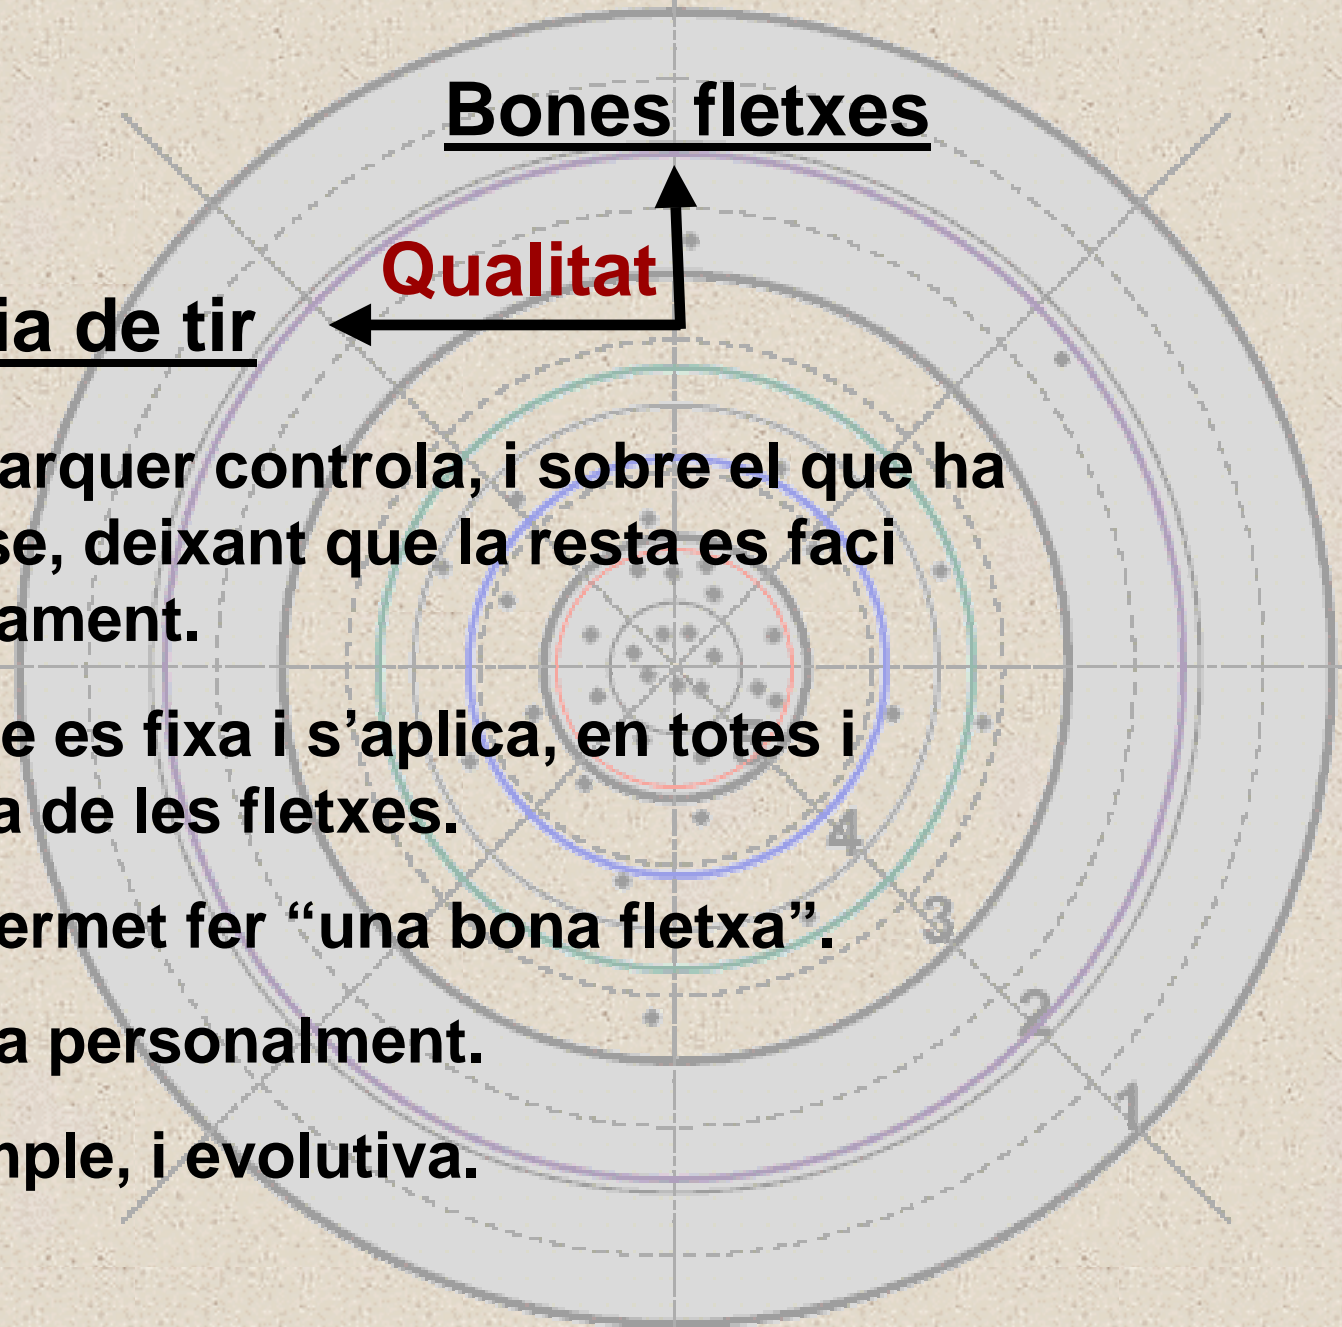 Bones fletxes
Qualitat
ia de tir
arquer controla, i sobre el que ha
se, deixant que la resta es faci
ament.
e es fixa i s’aplica, en totes i
a de les fletxes.
ermet fer “una bona fletxa”.
a personalment.
mple, i evolutiva.
4
3
2
1